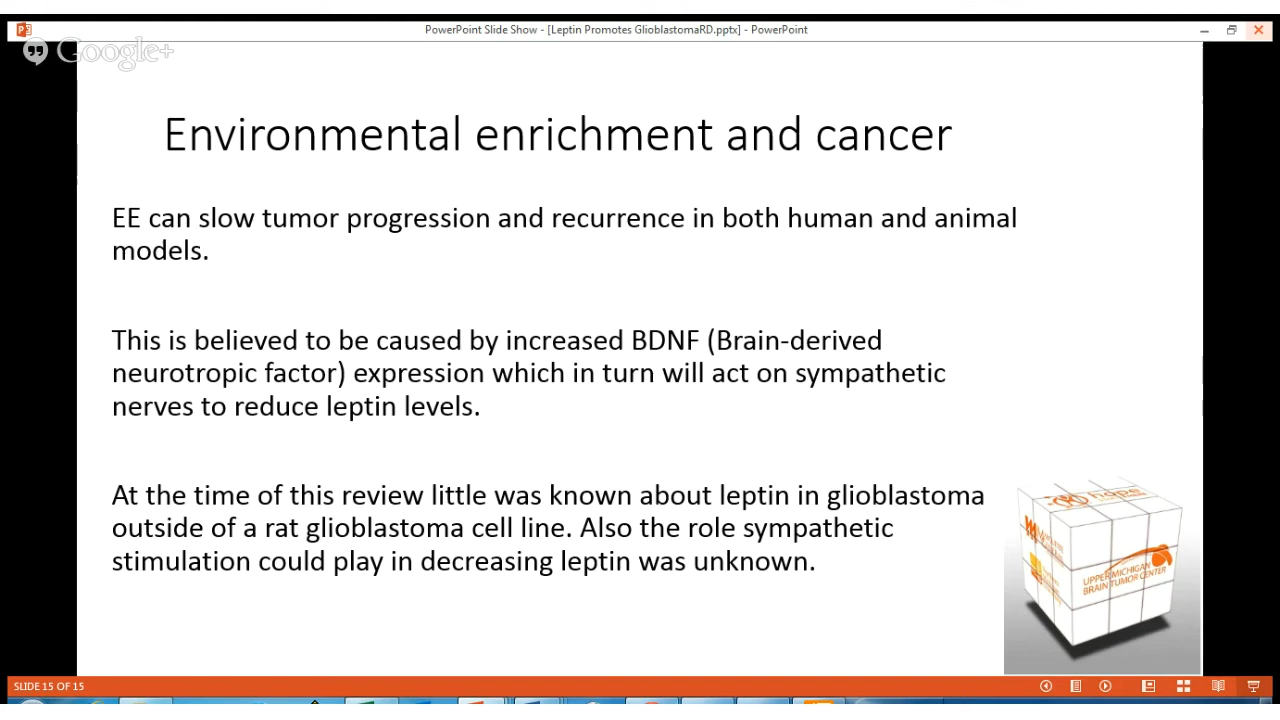 PowerPoint Slide Show - [Leptin Promotes GlioblastomaRD.pptx] - PowerPoint
Google+
Environmental enrichment and cancer
EE can slow tumor progression and recurrence in both human and animal
models.
This is believed to be caused by increased BDNF (Brain-derived
neurotropic factor) expression which in turn will act on sympathetic
nerves to reduce leptin levels.
At the time of this review little was known about leptin in glioblastoma
outside of a rat glioblastoma cell line. Also the role sympathetic
stimulation could play in decreasing leptin was unknown.
hope
UPPER MICHIGAN
BRAIN TUMOR CENTER
SLIDE 15 OF 15